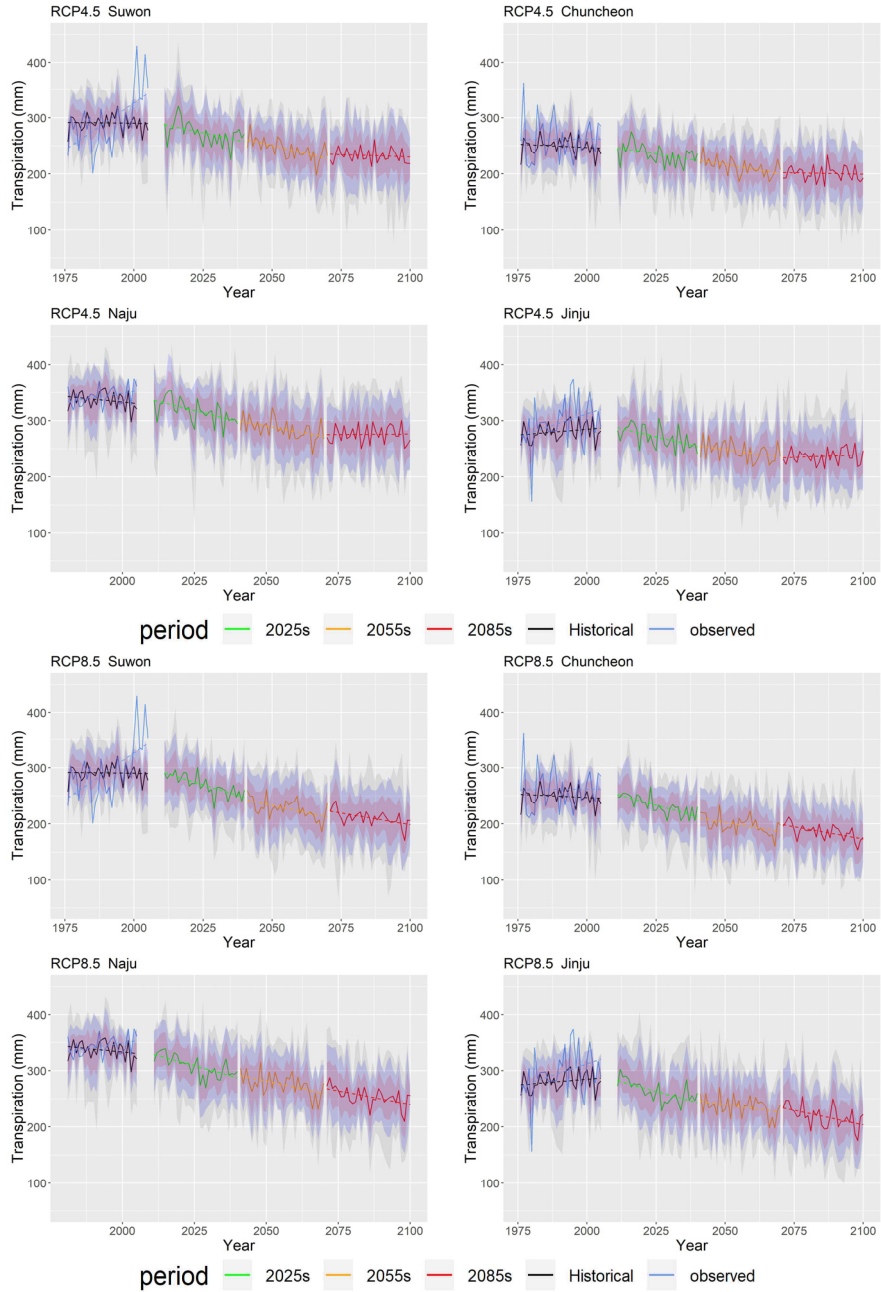 RCP4.5 Suwon
RCP4.5 Chuncheon
Transpiration (mm)
400
300
200
100
1975 2000 2025 2050 2075 2100
Year
Transpiration (mm)
400
300
200
100
1975 2000 2025 2050 2075 2100
Year
RCP4.5 Naju
RCP4.5 Jinju
Transpiration (mm)
400
300
200
100
2000 2025 2050 2075 2100
Year
Transpiration (mm)
400
300
200
100
1975 2000 2025 2050 2075 2100
Year
period 2025s 2055s 2085s Historical observed
RCP8.5 Suwon
RCP8.5 Chuncheon
Transpiration (mm)
400
300
200
100
1975 2000 2025 2050 2075 2100
Year
Transpiration (mm)
400
300
200
100
1975 2000 2025 2050 2075 2100
Year
RCP8.5 Naju
RCP8.5 Jinju
Transpiration (mm)
400
300
200
100
2000 2025 2050 2075 2100
Year
Transpiration (mm)
400
300
200
100
1975 2000 2025 2050 2075 2100
Year
period 2025s 2055s 2085s Historical observed